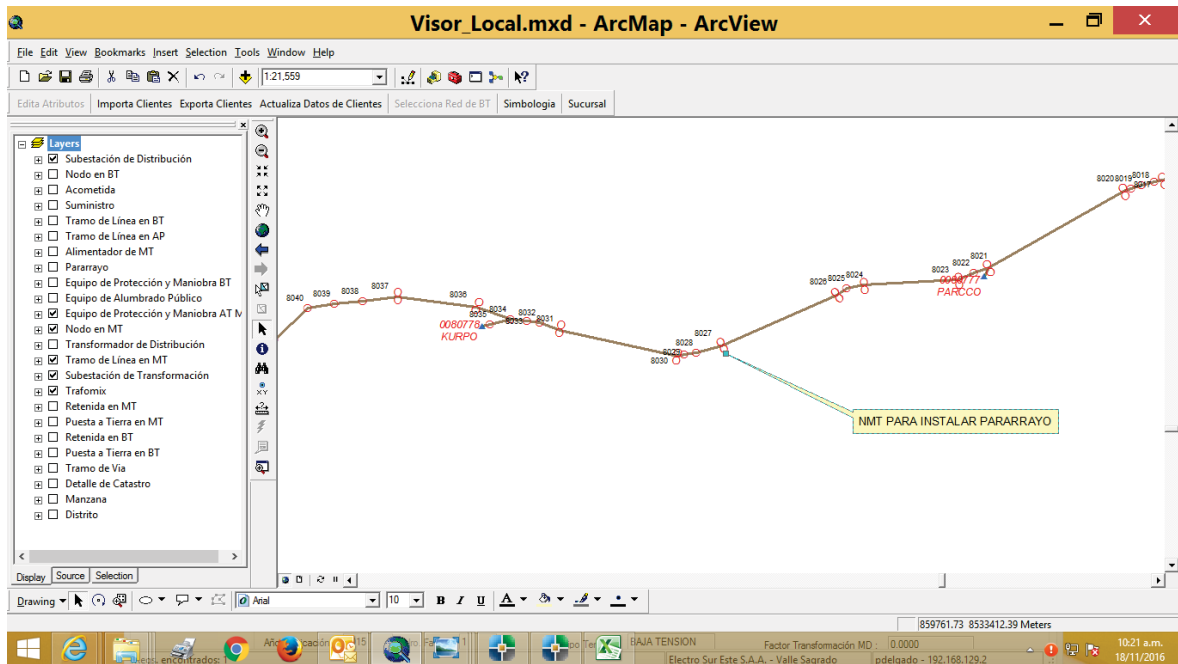 Visor_Local.mxd - ArcMap - ArcView
File Edit View Bookmarks Insert Selection Tools Window Help
1:21,559
Edita Atributos Importa Clientes Exporta Clientes Actualiza Datos de Clientes Selecciona Red de BT Simbologia Sucursal
Layers
Subestación de Distribución
Nodo en BT
Acometida
Suministro
Tramo de Línea en BT
Tramo de Línea en AP
Alimentador de MT
Pararrayo
Equipo de Protección y Maniobra BT
Equipo de Alumbrado Público
Equipo de Protección y Maniobra AT M
Nodo en MT
Transformador de Distribución
Tramo de Línea en MT
Subestación de Transformación
Trafomix
Retenida en MT
Puesta a Tierra en MT
Retenida en BT
Puesta a Tierra en BT
Tramo de Via
Detalle de Catastro
Manzana
Distrito
XY
8020 8019 8018
8017
8021
8022
8023
0080777
PARCCO
8024
8025
8026
8027
8028
8029
8030
8031
8032
8033
8034
8035
8036
0080778
KURPO
8037
8038
8039
8040
NMT PARA INSTALAR PARARRAYO
Display Source Selection
Drawing Arial 10 B I U A
859761.73 8533412.39 Meters
BAJA TENSION Factor Transformación MD : 0.0000
Electro Sur Este S.A.A. - Valle Sagrado pdelgado - 192.168.129.2
10:21 a.m.
18/11/2016